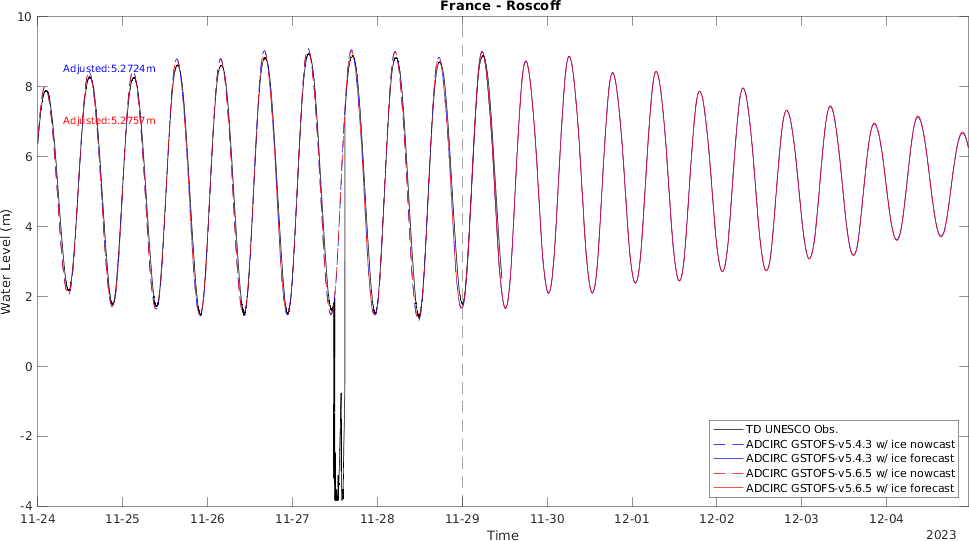 France - Roscoff
10
8
6
4
2
0
-2
-4
Water Level (m)
Adjusted:5.2724m
Adjusted:5.2757m
TD UNESCO Obs.
ADCIRC GSTOFS-v5.4.3 w/ ice nowcast
ADCIRC GSTOFS-v5.4.3 w/ ice forecast
ADCIRC GSTOFS-v5.6.5 w/ ice nowcast
ADCIRC GSTOFS-v5.6.5 w/ ice forecast
11-24 11-25 11-26 11-27 11-28 11-29 11-30 12-01 12-02 12-03 12-04
Time
2023